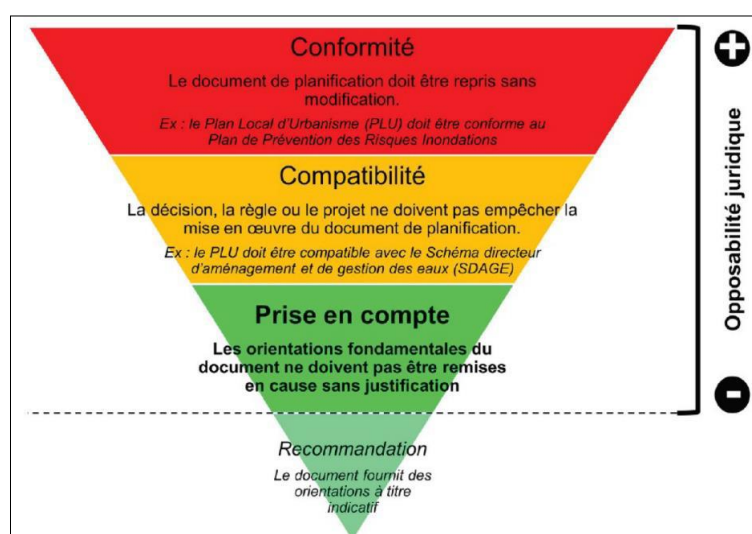 Conformité
Le document de planification doit être repris sans
modification.
Ex : le Plan Local d'Urbanisme (PLU) doit être conforme au
Plan de Prévention des Risques Inondations
Compatibilité
La décision, la règle ou le projet ne doivent pas empêcher la
mise en œuvre du document de planification.
Ex : le PLU doit être compatible avec le Schéma directeur
d'aménagement et de gestion des eaux (SDAGE)
Prise en compte
Les orientations fondamentales du
document ne doivent pas être remises
en cause sans justification
Recommandation
Le document fournit des
orientations à titre
indicatif
+
Opposabilité juridique
-